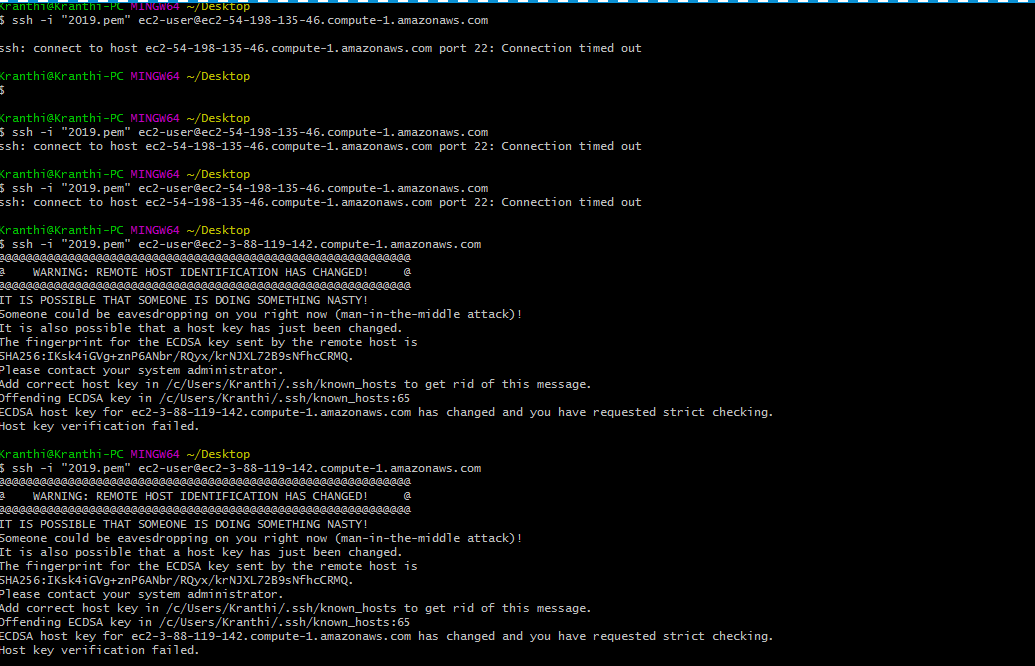 Kranthi@Kranthi-PC MINGW64 ~/Desktop
$ ssh -i "2019.pem" ec2-user@ec2-54-198-135-46.compute-1.amazonaws.com
ssh: connect to host ec2-54-198-135-46.compute-1.amazonaws.com port 22: Connection timed out
Kranthi@Kranthi-PC MINGW64 ~/Desktop
$
Kranthi@Kranthi-PC MINGW64 ~/Desktop
$ ssh -i "2019.pem" ec2-user@ec2-54-198-135-46.compute-1.amazonaws.com
ssh: connect to host ec2-54-198-135-46.compute-1.amazonaws.com port 22: Connection timed out
Kranthi@Kranthi-PC MINGW64 ~/Desktop
$ ssh -i "2019.pem" ec2-user@ec2-54-198-135-46.compute-1.amazonaws.com
ssh: connect to host ec2-54-198-135-46.compute-1.amazonaws.com port 22: Connection timed out
Kranthi@Kranthi-PC MINGW64 ~/Desktop
$ ssh -i "2019.pem" ec2-user@ec2-3-88-119-142.compute-1.amazonaws.com
@@@@@@@@@@@@@@@@@@@@@@@@@@@@@@@@@@@@@@@@@@@@@@@@@@@@@@@@@@@
@    WARNING: REMOTE HOST IDENTIFICATION HAS CHANGED!     @
@@@@@@@@@@@@@@@@@@@@@@@@@@@@@@@@@@@@@@@@@@@@@@@@@@@@@@@@@@@
IT IS POSSIBLE THAT SOMEONE IS DOING SOMETHING NASTY!
Someone could be eavesdropping on you right now (man-in-the-middle attack)!
It is also possible that a host key has just been changed.
The fingerprint for the ECDSA key sent by the remote host is
SHA256:IKsk4iGVg+znP6ANbr/RQyx/krNJXL72B9sNfhcCRMQ.
Please contact your system administrator.
Add correct host key in /c/Users/Kranthi/.ssh/known_hosts to get rid of this message.
Offending ECDSA key in /c/Users/Kranthi/.ssh/known_hosts:65
ECDSA host key for ec2-3-88-119-142.compute-1.amazonaws.com has changed and you have requested strict checking.
Host key verification failed.
Kranthi@Kranthi-PC MINGW64 ~/Desktop
$ ssh -i "2019.pem" ec2-user@ec2-3-88-119-142.compute-1.amazonaws.com
@@@@@@@@@@@@@@@@@@@@@@@@@@@@@@@@@@@@@@@@@@@@@@@@@@@@@@@@@@@
@    WARNING: REMOTE HOST IDENTIFICATION HAS CHANGED!     @
@@@@@@@@@@@@@@@@@@@@@@@@@@@@@@@@@@@@@@@@@@@@@@@@@@@@@@@@@@@
IT IS POSSIBLE THAT SOMEONE IS DOING SOMETHING NASTY!
Someone could be eavesdropping on you right now (man-in-the-middle attack)!
It is also possible that a host key has just been changed.
The fingerprint for the ECDSA key sent by the remote host is
SHA256:IKsk4iGVg+znP6ANbr/RQyx/krNJXL72B9sNfhcCRMQ.
Please contact your system administrator.
Add correct host key in /c/Users/Kranthi/.ssh/known_hosts to get rid of this message.
Offending ECDSA key in /c/Users/Kranthi/.ssh/known_hosts:65
ECDSA host key for ec2-3-88-119-142.compute-1.amazonaws.com has changed and you have requested strict checking.
Host key verification failed.